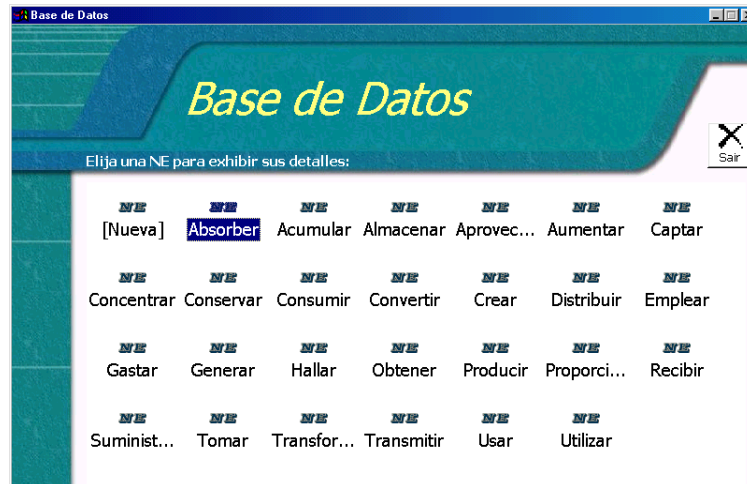 Base de Datos
Base de Datos
Sair
Elija una NE para exhibir sus detalles:
NE NE NE NE NE NE NE
[Nueva] Absorber Acumular Almacenar Aprovec... Aumentar Captar
NE NE NE NE NE NE NE
Concentrar Conservar Consumir Convertir Crear Distribuir Emplear
NE NE NE NE NE NE NE
Gastar Generar Hallar Obtener Producir Proporci... Recibir
NE NE NE NE NE NE
Suminist... Tomar Transfor... Transmitir Usar Utilizar